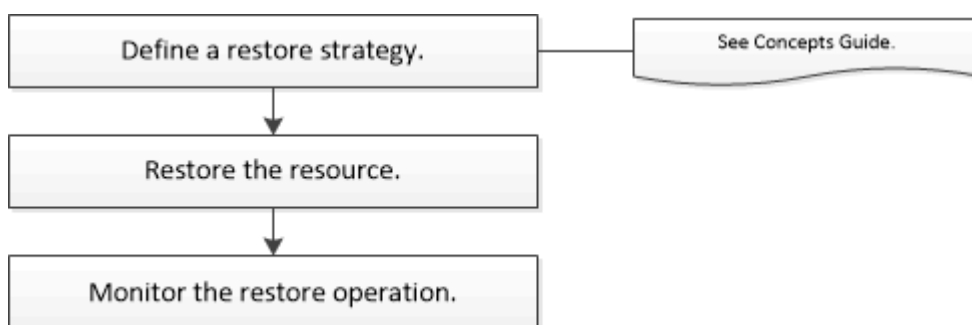 Define a restore strategy.
See Concepts Guide.
Restore the resource.
Monitor the restore operation.